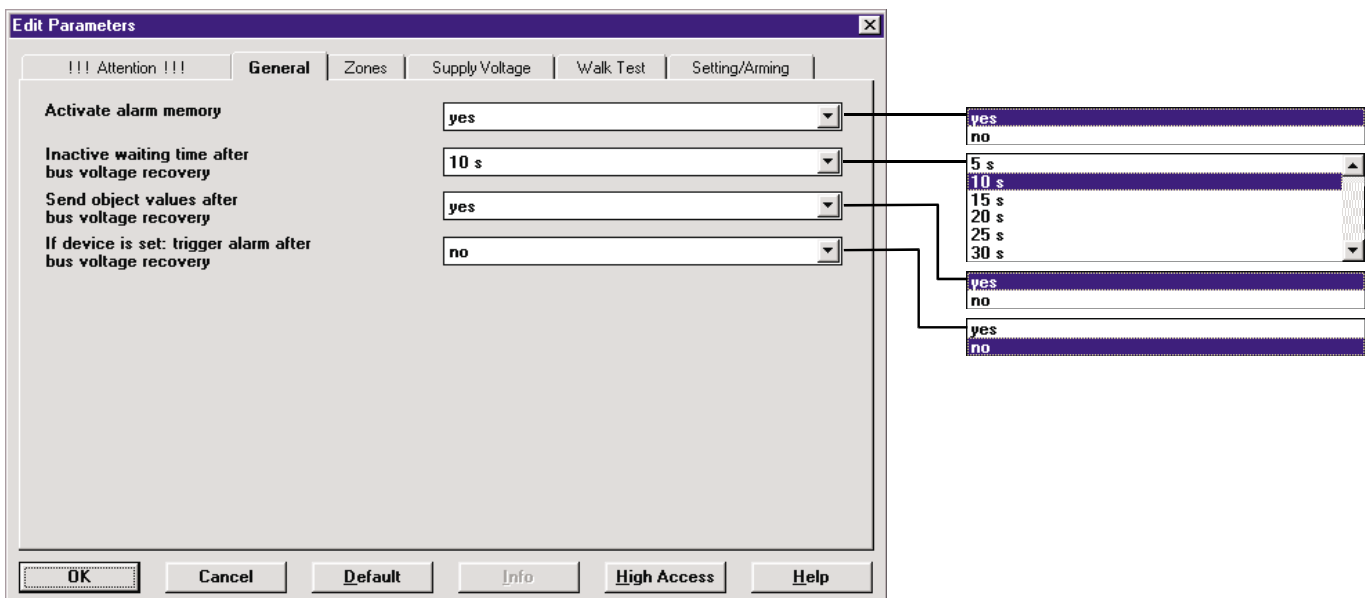 Edit Parameters
!!! Attention !!! General Zones Supply Voltage Walk Test Setting/Arming
Activate alarm memory
yes
Inactive waiting time after
bus voltage recovery
10 s
Send object values after
bus voltage recovery
yes
If device is set: trigger alarm after
bus voltage recovery
no
yes
no
5 s
10 s
15 s
20 s
25 s
30 s
yes
no
yes
no
OK Cancel Default Info High Access Help